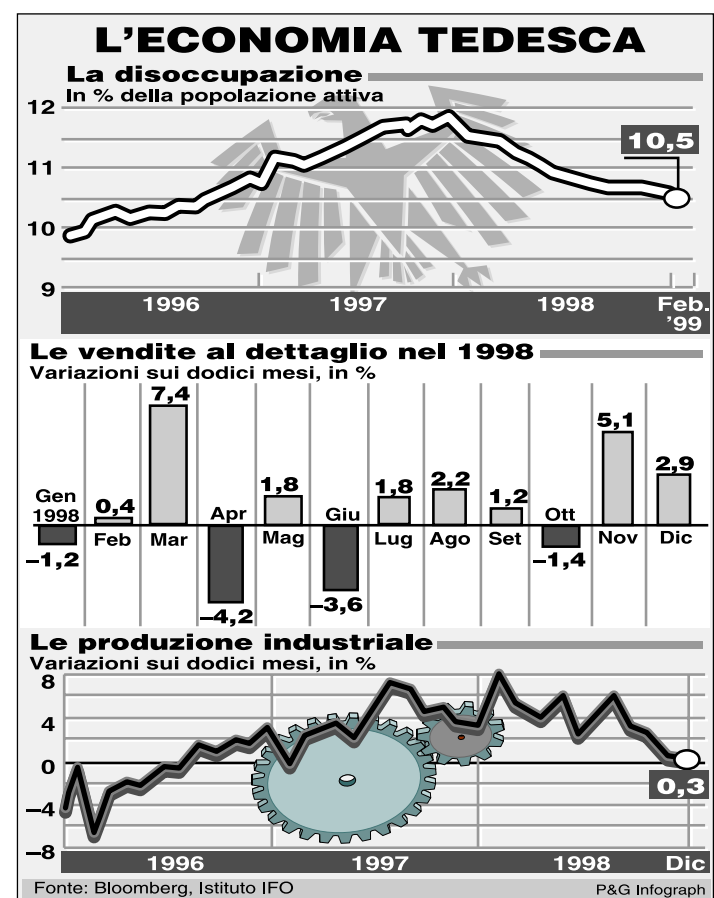 L'ECONOMIA TEDESCA
La disoccupazione
In % della popolazione attiva
12
11
10
9
10,5
1996 1997 1998 Feb. '99
Le vendite al dettaglio nel 1998
Variazioni sui dodici mesi, in %
Gen 1998
–1,2
0,4
Feb
7,4
Mar
Apr
–4,2
1,8
Mag
Giu
–3,6
1,8
Lug
2,2
Ago
1,2
Set
Ott
–1,4
5,1
Nov
2,9
Dic
Le produzione industriale
Variazioni sui dodici mesi, in %
8
4
0
–4
–8
0,3
1996 1997 1998 Dic
Fonte: Bloomberg, Istituto IFO
P&G Infograph